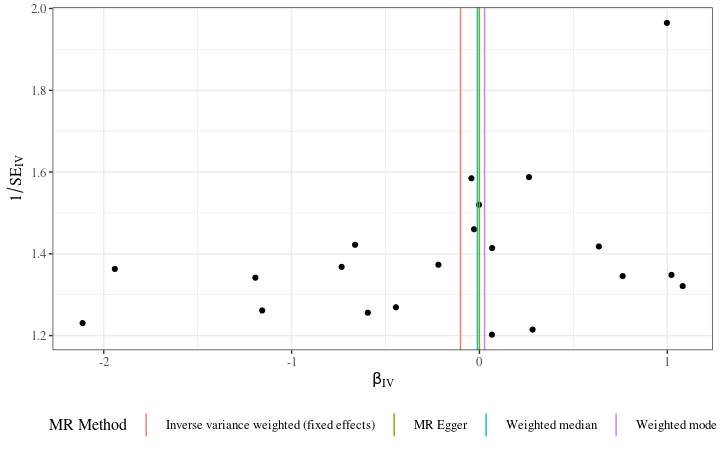 2.0
1.8
1.6
1.4
1.2
1/SE_IV
-2
-1
0
1
β_IV
MR Method
Inverse variance weighted (fixed effects)
MR Egger
Weighted median
Weighted mode